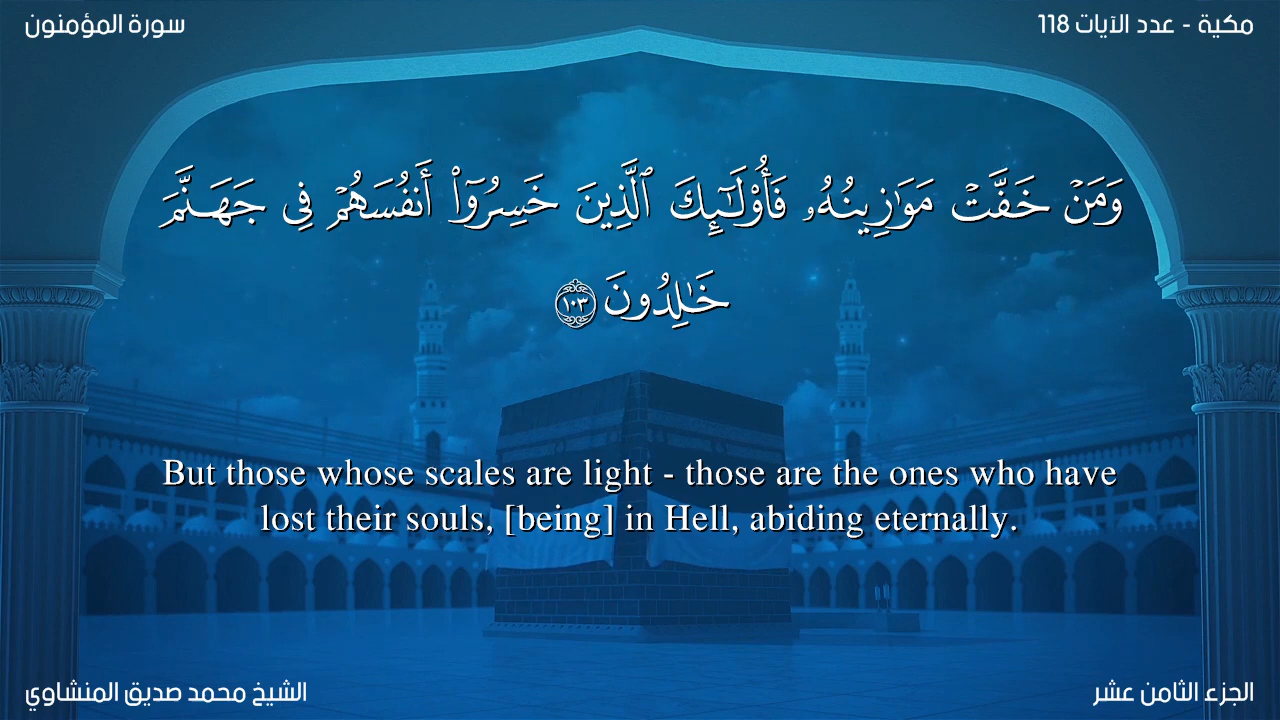 سورة المؤمنون
مكية - عدد الآيات 118
وَمَنْ خَفَّتْ مَوَٰزِينُهُۥ فَأُو۟لَـٰٓئِكَ ٱلَّذِينَ خَسِرُوٓا۟ أَنفُسَهُمْ فِى جَهَنَّمَ
خَـٰلِدُونَ ١٠٣
But those whose scales are light - those are the ones who have
lost their souls, [being] in Hell, abiding eternally.
الشيخ محمد صديق المنشاوي
الجزء الثامن عشر